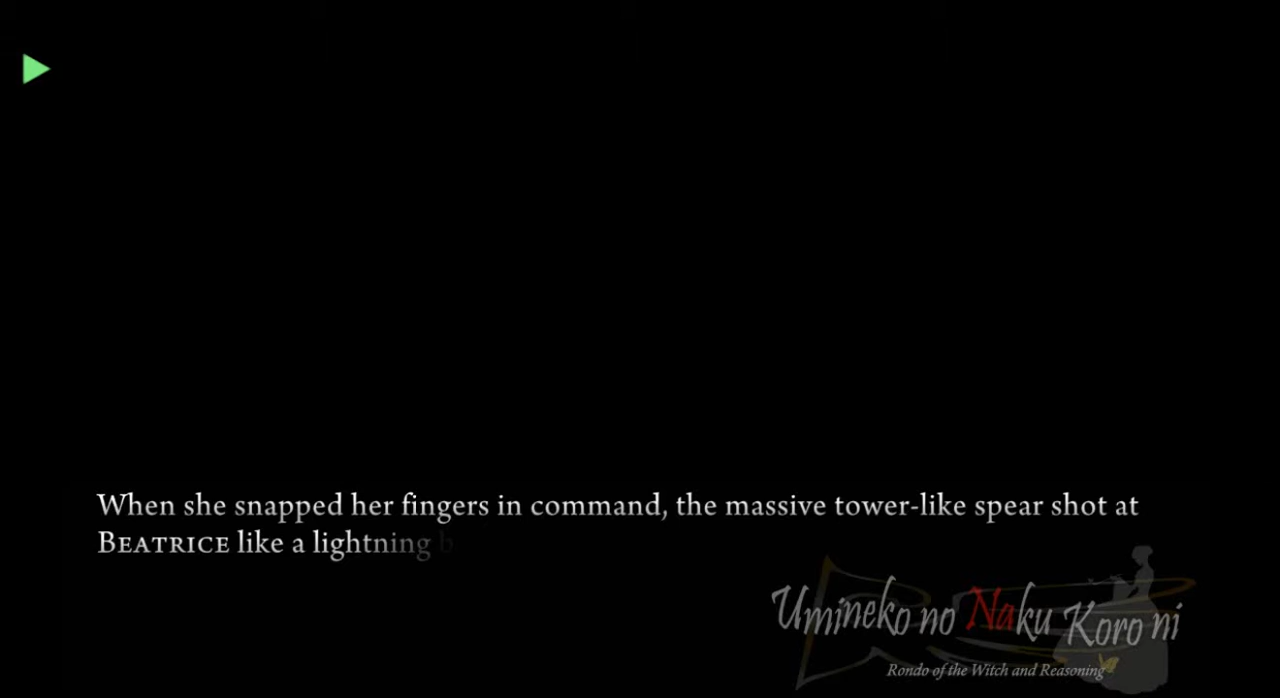 When she snapped her fingers in command, the massive tower-like spear shot at
BEATRICE like a lightning b
Umineko no Naku Koro ni
Rondo of the Witch and Reasoning